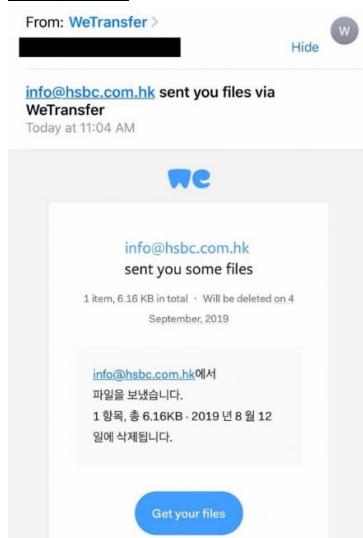 From: WeTransfer >
W
Hide
info@hsbc.com.hk sent you files via
WeTransfer
Today at 11:04 AM
we
info@hsbc.com.hk
sent you some files
1 item, 6.16 KB in total · Will be deleted on 4
September, 2019
info@hsbc.com.hk에서
파일을 보냈습니다.
1 항목, 총 6.16KB · 2019 년 8 월 12
일에 삭제됩니다.
Get your files